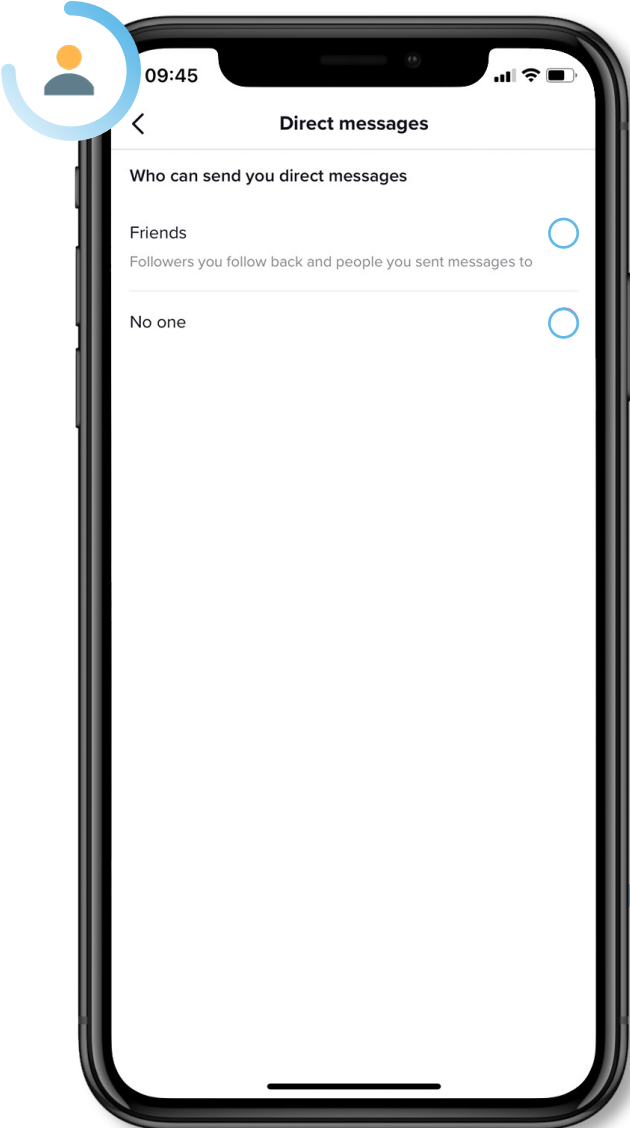 09:45
Direct messages
Who can send you direct messages
Friends
Followers you follow back and people you sent messages to
No one